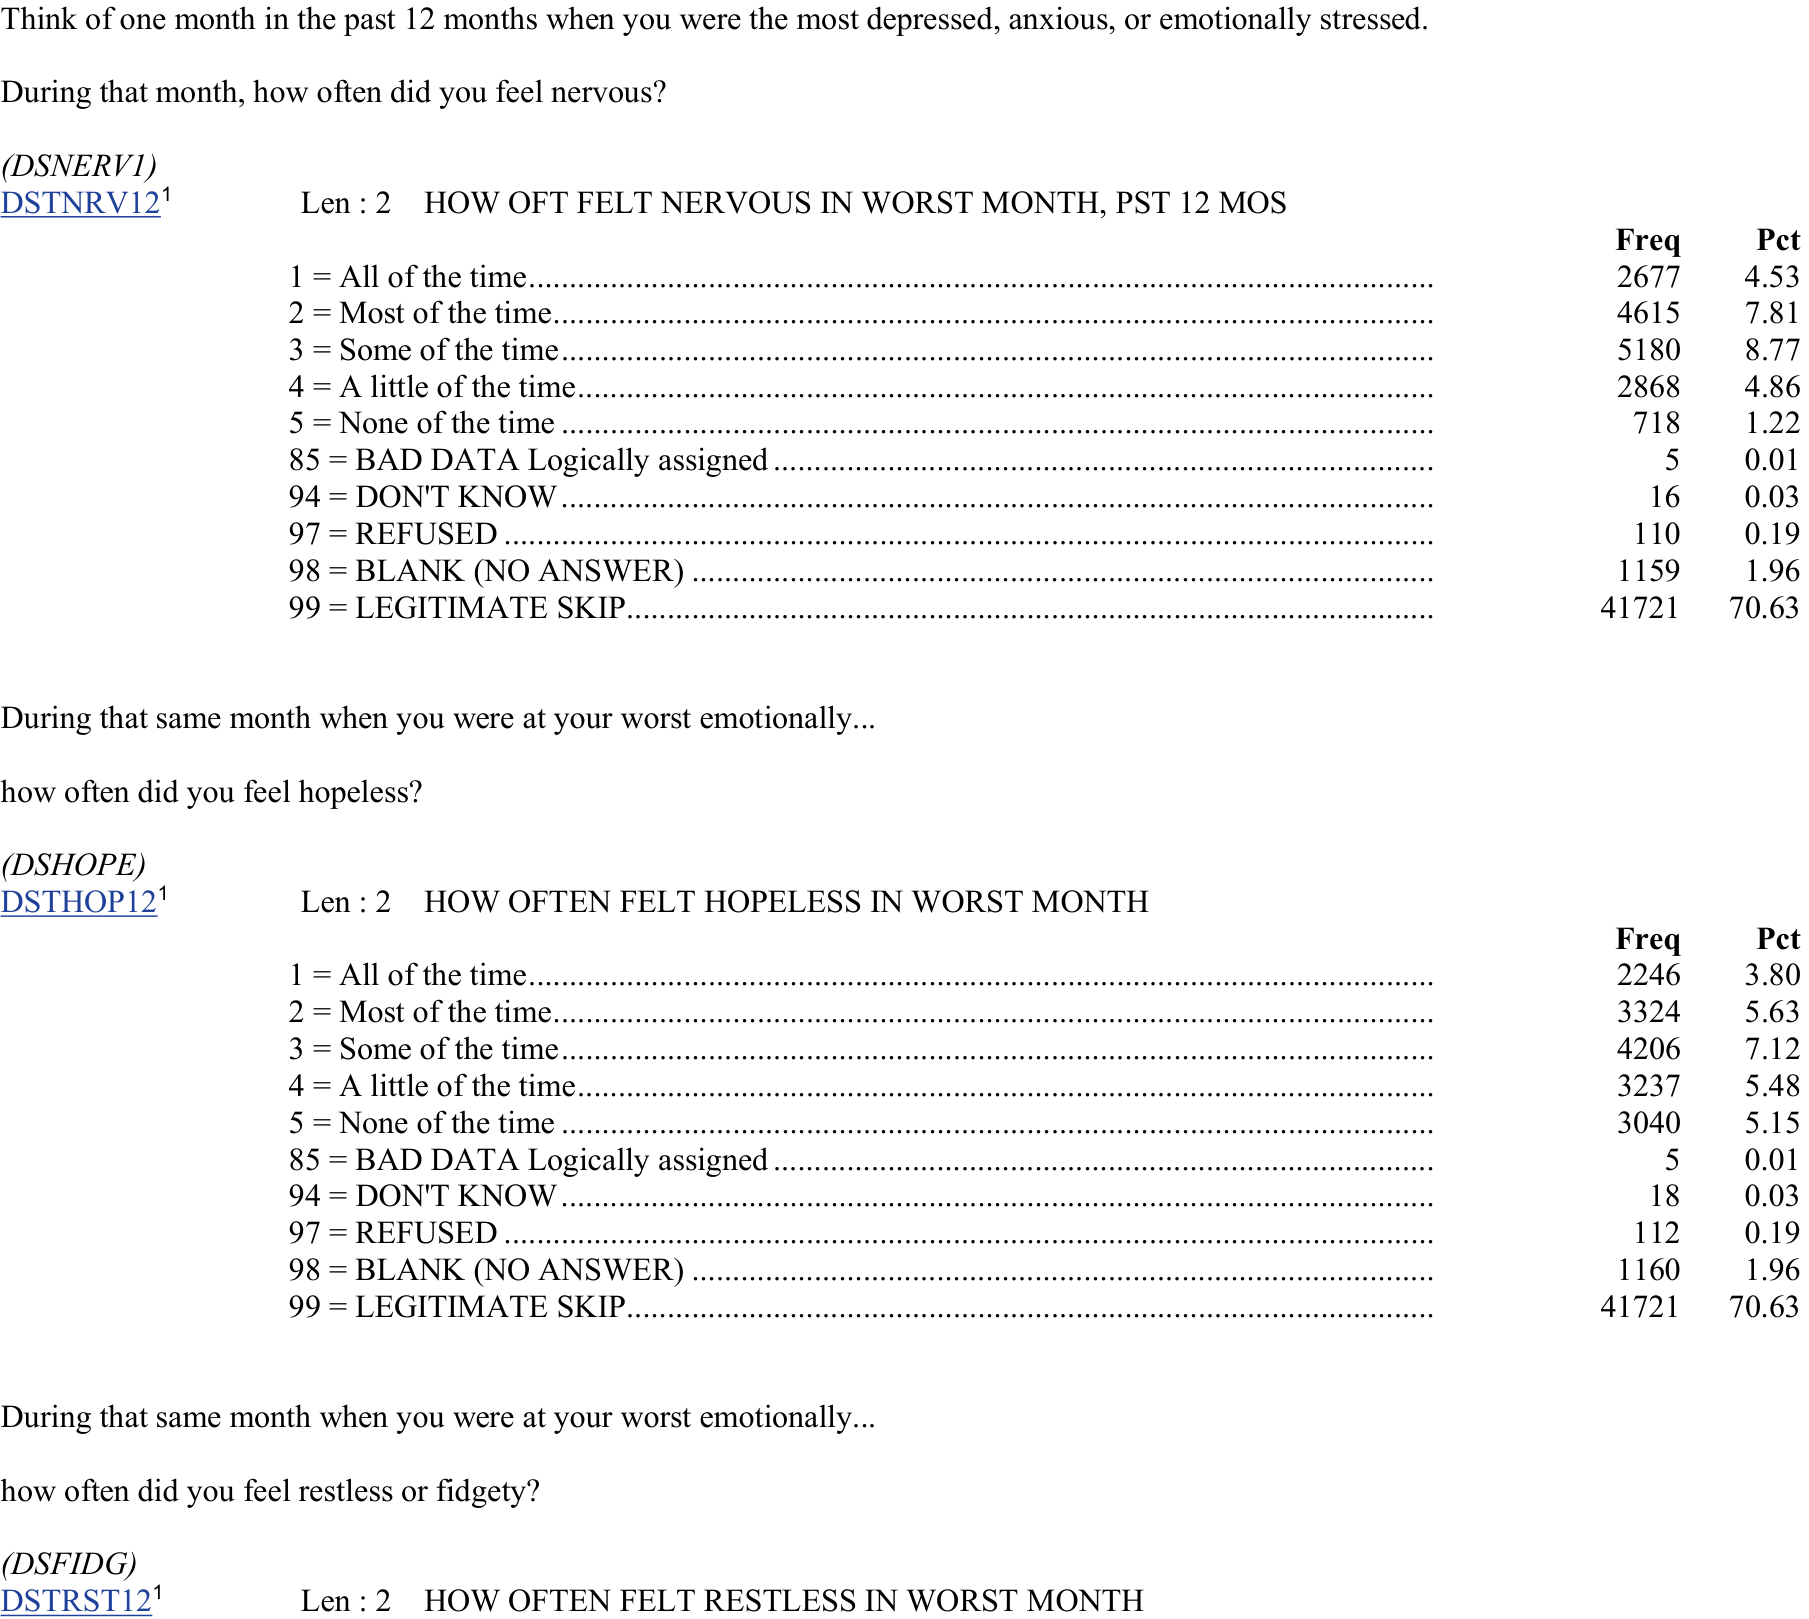 Think of one month in the past 12 months when you were the most depressed, anxious, or emotionally stressed.
During that month, how often did you feel nervous?
(DSNERV1)
DSTNRV12¹ Len : 2 HOW OFT FELT NERVOUS IN WORST MONTH, PST 12 MOS
Freq Pct
1 = All of the time 2677 4.53
2 = Most of the time 4615 7.81
3 = Some of the time 5180 8.77
4 = A little of the time 2868 4.86
5 = None of the time 718 1.22
85 = BAD DATA Logically assigned 5 0.01
94 = DON'T KNOW 16 0.03
97 = REFUSED 110 0.19
98 = BLANK (NO ANSWER) 1159 1.96
99 = LEGITIMATE SKIP 41721 70.63
During that same month when you were at your worst emotionally...
how often did you feel hopeless?
(DSHOPE)
DSTHOP12¹ Len : 2 HOW OFTEN FELT HOPELESS IN WORST MONTH
Freq Pct
1 = All of the time 2246 3.80
2 = Most of the time 3324 5.63
3 = Some of the time 4206 7.12
4 = A little of the time 3237 5.48
5 = None of the time 3040 5.15
85 = BAD DATA Logically assigned 5 0.01
94 = DON'T KNOW 18 0.03
97 = REFUSED 112 0.19
98 = BLANK (NO ANSWER) 1160 1.96
99 = LEGITIMATE SKIP 41721 70.63
During that same month when you were at your worst emotionally...
how often did you feel restless or fidgety?
(DSFIDG)
DSTRST12¹ Len : 2 HOW OFTEN FELT RESTLESS IN WORST MONTH